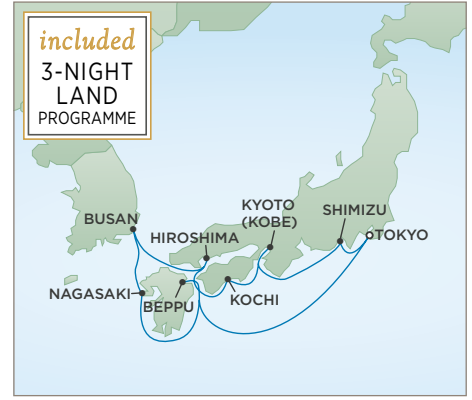 included
3-NIGHT
LAND
PROGRAMME
KYOTO
(KOBE)
SHIMIZU
BUSAN
HIROSHIMA
TOKYO
NAGASAKI
BEPPU
KOCHI